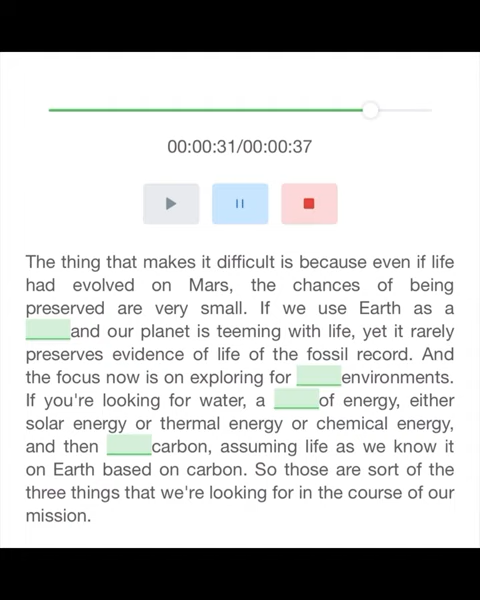 00:00:31/00:00:37
The thing that makes it difficult is because even if life
had evolved on Mars, the chances of being
preserved are very small. If we use Earth as a
and our planet is teeming with life, yet it rarely
preserves evidence of life of the fossil record. And
the focus now is on exploring for environments.
If you're looking for water, a of energy, either
solar energy or thermal energy or chemical energy,
and then carbon, assuming life as we know it
on Earth based on carbon. So those are sort of the
three things that we're looking for in the course of our
mission.